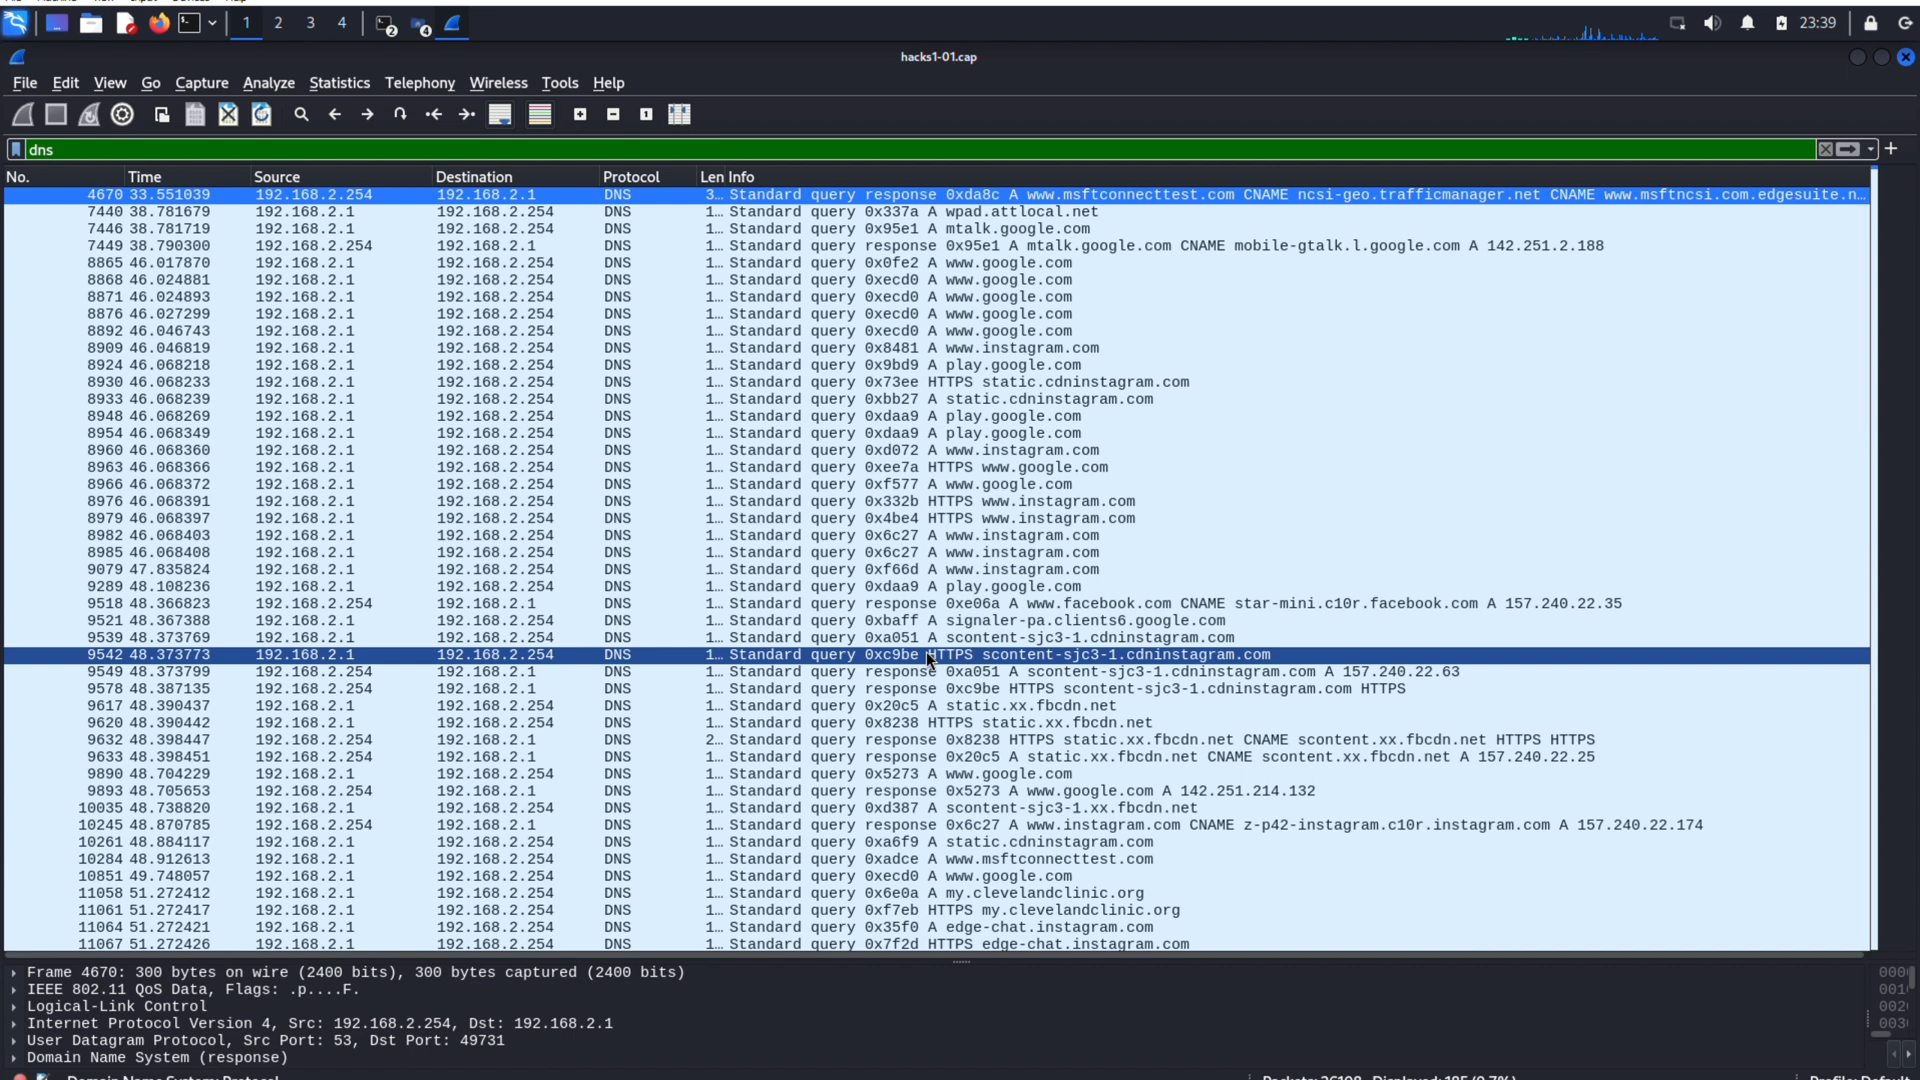 1 2 3 4 2 4 23:39
hacks1-01.cap
File Edit View Go Capture Analyze Statistics Telephony Wireless Tools Help
dns
No. Time Source Destination Protocol Len Info
4670 33.551039 192.168.2.254 192.168.2.1 DNS 3… Standard query response 0xda8c A www.msftconnecttest.com CNAME ncsi-geo.trafficmanager.net CNAME www.msftncsi.com.edgesuite.n…
7440 38.781679 192.168.2.1 192.168.2.254 DNS 1… Standard query 0x337a A wpad.attlocal.net
7446 38.781719 192.168.2.1 192.168.2.254 DNS 1… Standard query 0x95e1 A mtalk.google.com
7449 38.790300 192.168.2.254 192.168.2.1 DNS 1… Standard query response 0x95e1 A mtalk.google.com CNAME mobile-gtalk.l.google.com A 142.251.2.188
8865 46.017870 192.168.2.1 192.168.2.254 DNS 1… Standard query 0x0fe2 A www.google.com
8868 46.024881 192.168.2.1 192.168.2.254 DNS 1… Standard query 0xecd0 A www.google.com
8871 46.024893 192.168.2.1 192.168.2.254 DNS 1… Standard query 0xecd0 A www.google.com
8876 46.027299 192.168.2.1 192.168.2.254 DNS 1… Standard query 0xecd0 A www.google.com
8892 46.046743 192.168.2.1 192.168.2.254 DNS 1… Standard query 0xecd0 A www.google.com
8909 46.046819 192.168.2.1 192.168.2.254 DNS 1… Standard query 0x8481 A www.instagram.com
8924 46.068218 192.168.2.1 192.168.2.254 DNS 1… Standard query 0x9bd9 A play.google.com
8930 46.068233 192.168.2.1 192.168.2.254 DNS 1… Standard query 0x73ee HTTPS static.cdninstagram.com
8933 46.068239 192.168.2.1 192.168.2.254 DNS 1… Standard query 0xbb27 A static.cdninstagram.com
8948 46.068269 192.168.2.1 192.168.2.254 DNS 1… Standard query 0xdaa9 A play.google.com
8954 46.068349 192.168.2.1 192.168.2.254 DNS 1… Standard query 0xdaa9 A play.google.com
8960 46.068360 192.168.2.1 192.168.2.254 DNS 1… Standard query 0xd072 A www.instagram.com
8963 46.068366 192.168.2.1 192.168.2.254 DNS 1… Standard query 0xee7a HTTPS www.google.com
8966 46.068372 192.168.2.1 192.168.2.254 DNS 1… Standard query 0xf577 A www.google.com
8976 46.068391 192.168.2.1 192.168.2.254 DNS 1… Standard query 0x332b HTTPS www.instagram.com
8979 46.068397 192.168.2.1 192.168.2.254 DNS 1… Standard query 0x4be4 HTTPS www.instagram.com
8982 46.068403 192.168.2.1 192.168.2.254 DNS 1… Standard query 0x6c27 A www.instagram.com
8985 46.068408 192.168.2.1 192.168.2.254 DNS 1… Standard query 0x6c27 A www.instagram.com
9079 47.835824 192.168.2.1 192.168.2.254 DNS 1… Standard query 0xf66d A www.instagram.com
9289 48.108236 192.168.2.1 192.168.2.254 DNS 1… Standard query 0xdaa9 A play.google.com
9518 48.366823 192.168.2.254 192.168.2.1 DNS 1… Standard query response 0xe06a A www.facebook.com CNAME star-mini.c10r.facebook.com A 157.240.22.35
9521 48.367388 192.168.2.1 192.168.2.254 DNS 1… Standard query 0xbaff A signaler-pa.clients6.google.com
9539 48.373769 192.168.2.1 192.168.2.254 DNS 1… Standard query 0xa051 A scontent-sjc3-1.cdninstagram.com
9542 48.373773 192.168.2.1 192.168.2.254 DNS 1… Standard query 0xc9be HTTPS scontent-sjc3-1.cdninstagram.com
9549 48.373799 192.168.2.254 192.168.2.1 DNS 1… Standard query response 0xa051 A scontent-sjc3-1.cdninstagram.com A 157.240.22.63
9578 48.387135 192.168.2.254 192.168.2.1 DNS 1… Standard query response 0xc9be HTTPS scontent-sjc3-1.cdninstagram.com HTTPS
9617 48.390437 192.168.2.1 192.168.2.254 DNS 1… Standard query 0x20c5 A static.xx.fbcdn.net
9620 48.390442 192.168.2.1 192.168.2.254 DNS 1… Standard query 0x8238 HTTPS static.xx.fbcdn.net
9632 48.398447 192.168.2.254 192.168.2.1 DNS 2… Standard query response 0x8238 HTTPS static.xx.fbcdn.net CNAME scontent.xx.fbcdn.net HTTPS HTTPS
9633 48.398451 192.168.2.254 192.168.2.1 DNS 1… Standard query response 0x20c5 A static.xx.fbcdn.net CNAME scontent.xx.fbcdn.net A 157.240.22.25
9890 48.704229 192.168.2.1 192.168.2.254 DNS 1… Standard query 0x5273 A www.google.com
9893 48.705653 192.168.2.254 192.168.2.1 DNS 1… Standard query response 0x5273 A www.google.com A 142.251.214.132
10035 48.738820 192.168.2.1 192.168.2.254 DNS 1… Standard query 0xd387 A scontent-sjc3-1.xx.fbcdn.net
10245 48.870785 192.168.2.254 192.168.2.1 DNS 1… Standard query response 0x6c27 A www.instagram.com CNAME z-p42-instagram.c10r.instagram.com A 157.240.22.174
10261 48.884117 192.168.2.1 192.168.2.254 DNS 1… Standard query 0xa6f9 A static.cdninstagram.com
10284 48.912613 192.168.2.1 192.168.2.254 DNS 1… Standard query 0xadce A www.msftconnecttest.com
10851 49.748057 192.168.2.1 192.168.2.254 DNS 1… Standard query 0xecd0 A www.google.com
11058 51.272412 192.168.2.1 192.168.2.254 DNS 1… Standard query 0x6e0a A my.clevelandclinic.org
11061 51.272417 192.168.2.1 192.168.2.254 DNS 1… Standard query 0xf7eb HTTPS my.clevelandclinic.org
11064 51.272421 192.168.2.1 192.168.2.254 DNS 1… Standard query 0x35f0 A edge-chat.instagram.com
11067 51.272426 192.168.2.1 192.168.2.254 DNS 1… Standard query 0x7f2d HTTPS edge-chat.instagram.com
Frame 4670: 300 bytes on wire (2400 bits), 300 bytes captured (2400 bits)
IEEE 802.11 QoS Data, Flags: .p....F.
Logical-Link Control
Internet Protocol Version 4, Src: 192.168.2.254, Dst: 192.168.2.1
User Datagram Protocol, Src Port: 53, Dst Port: 49731
Domain Name System (response)